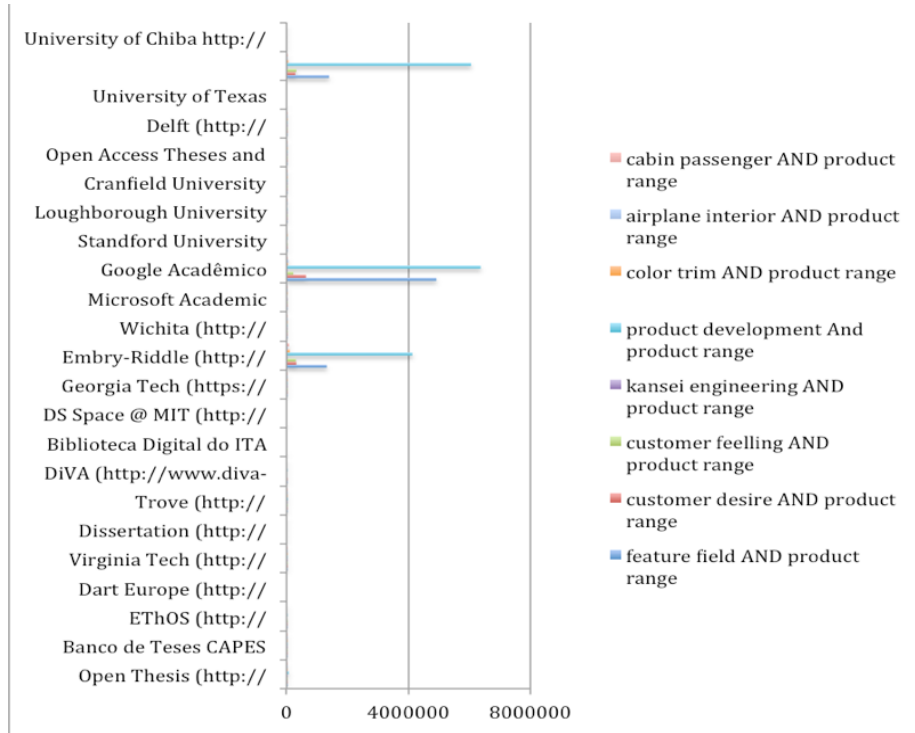 University of Chiba http://
University of Texas
Delft (http://
Open Access Theses and
Cranfield University
Loughborough University
Standford University
Google Acadêmico
Microsoft Academic
Wichita (http://
Embry-Riddle (http://
Georgia Tech (https://
DS Space @ MIT (http://
Biblioteca Digital do ITA
DiVA (http://www.diva-
Trove (http://
Dissertation (http://
Virginia Tech (http://
Dart Europe (http://
EThOS (http://
Banco de Teses CAPES
Open Thesis (http://
0 4000000 8000000
cabin passenger AND product
range
airplane interior AND product
range
color trim AND product range
product development And
product range
kansei engineering AND
product range
customer feelling AND
product range
customer desire AND product
range
feature field AND product
range